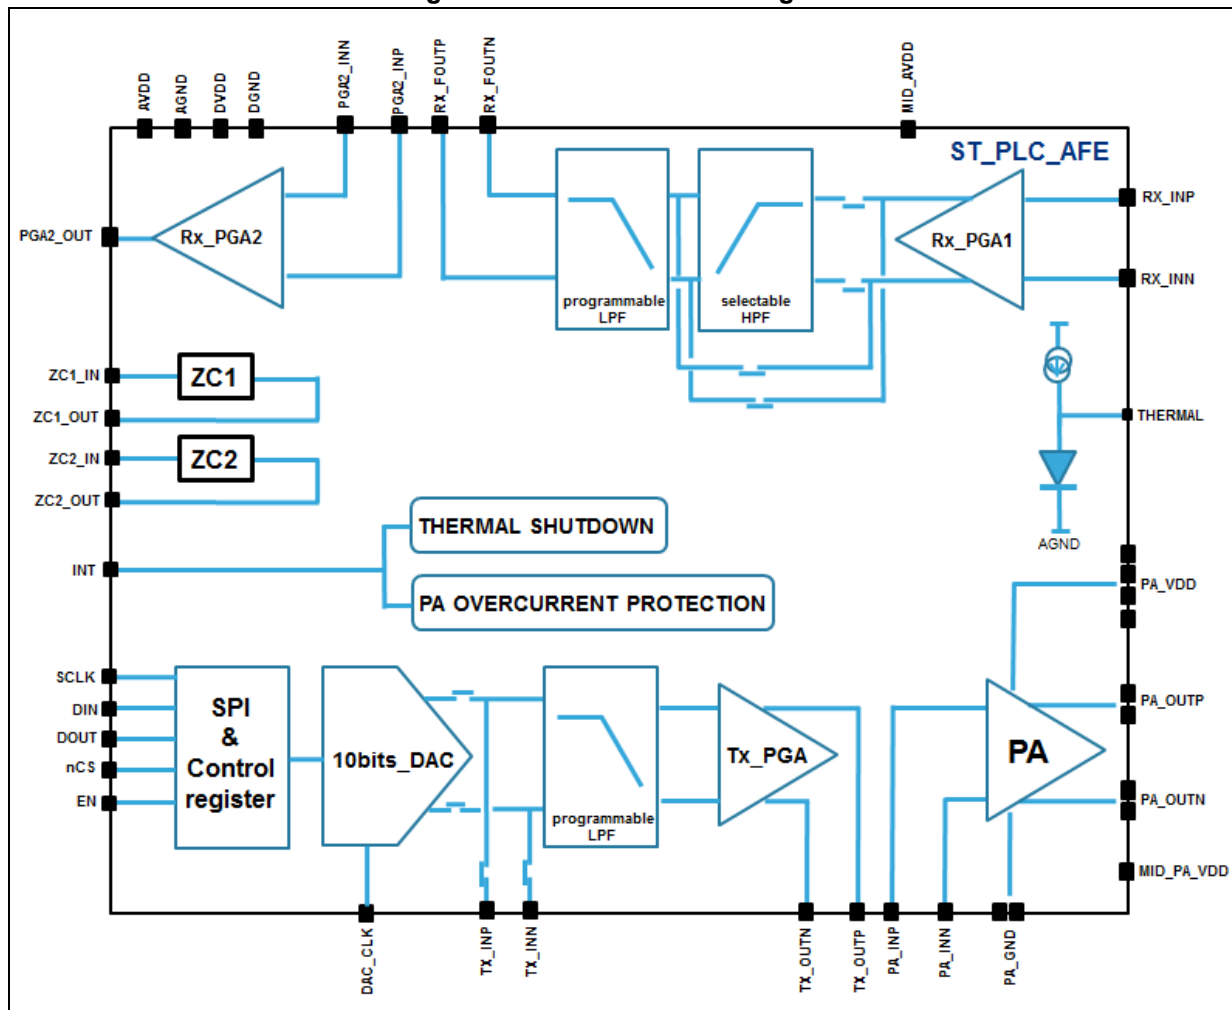 AVDD
AGND
DVDD
DGND
PGA2_INN
PGA2_INP
RX_FOUTP
RX_FOUTN
MID_AVDD
ST_PLC_AFE
RX_INP
RX_INN
PGA2_OUT
Rx_PGA2
programmable
LPF
selectable
HPF
Rx_PGA1
ZC1_IN
ZC1
ZC1_OUT
ZC2_IN
ZC2
ZC2_OUT
THERMAL
AGND
THERMAL SHUTDOWN
INT
PA OVERCURRENT PROTECTION
PA_VDD
SCLK
DIN
DOUT
nCS
EN
SPI
&
Control
register
10bits_DAC
programmable
LPF
Tx_PGA
PA
PA_OUTP
PA_OUTN
MID_PA_VDD
DAC_CLK
TX_INP
TX_INN
TX_OUTN
TX_OUTP
PA_INP
PA_INN
PA_GND